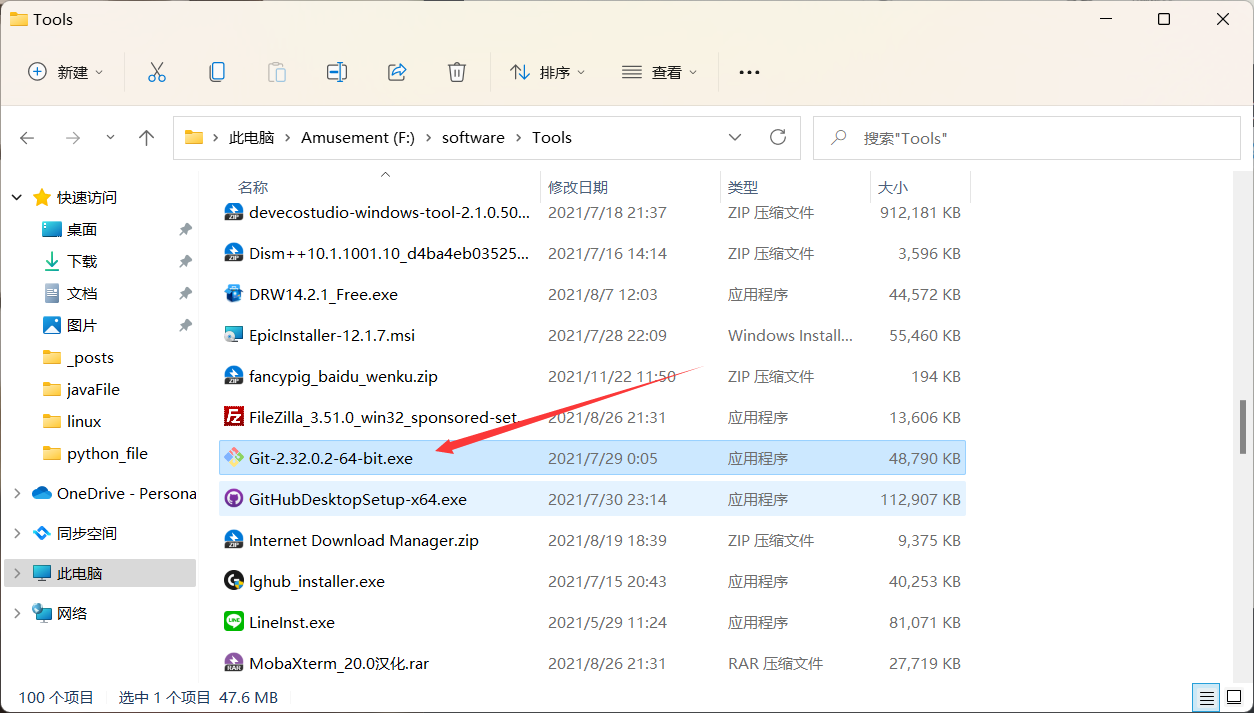 Tools
新建
排序
查看
此电脑 Amusement (F:) software Tools
搜索"Tools"
快速访问
桌面
下载
文档
图片
_posts
javaFile
linux
python_file
OneDrive - Persona
同步空间
此电脑
网络
名称 修改日期 类型 大小
devecostudio-windows-tool-2.1.0.50... 2021/7/18 21:37 ZIP 压缩文件 912,181 KB
Dism++10.1.1001.10_d4ba4eb03525... 2021/7/16 14:14 ZIP 压缩文件 3,596 KB
DRW14.2.1_Free.exe 2021/8/7 12:03 应用程序 44,572 KB
EpicInstaller-12.1.7.msi 2021/7/28 22:09 Windows Install... 55,460 KB
fancypig_baidu_wenku.zip 2021/11/22 11:50 ZIP 压缩文件 194 KB
FileZilla_3.51.0_win32_sponsored-set... 2021/8/26 21:31 应用程序 13,606 KB
Git-2.32.0.2-64-bit.exe 2021/7/29 0:05 应用程序 48,790 KB
GitHubDesktopSetup-x64.exe 2021/7/30 23:14 应用程序 112,907 KB
Internet Download Manager.zip 2021/8/19 18:39 ZIP 压缩文件 9,375 KB
lghub_installer.exe 2021/7/15 20:43 应用程序 40,253 KB
LineInst.exe 2021/5/29 11:24 应用程序 81,071 KB
MobaXterm_20.0汉化.rar 2021/8/26 21:31 RAR 压缩文件 27,719 KB
100 个项目 选中 1 个项目 47.6 MB